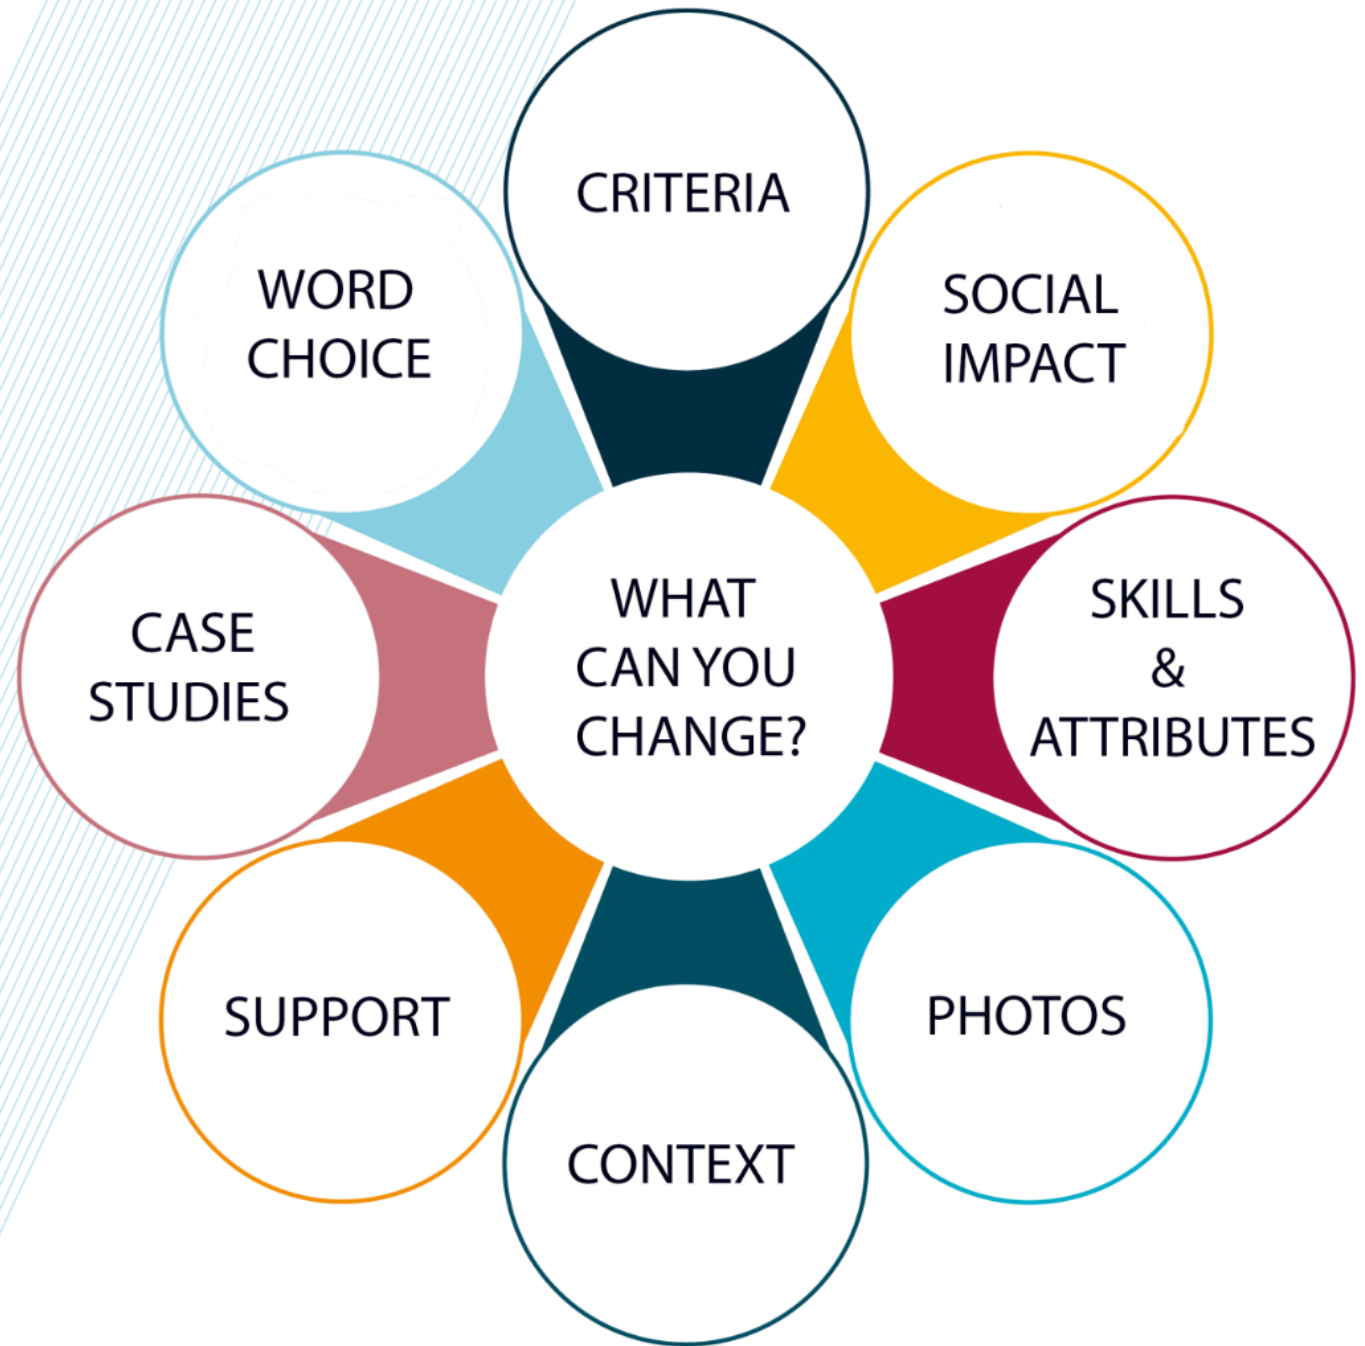 CRITERIA
SOCIAL
IMPACT
SKILLS
&
ATTRIBUTES
PHOTOS
CONTEXT
SUPPORT
CASE
STUDIES
WORD
CHOICE
WHAT
CAN YOU
CHANGE?